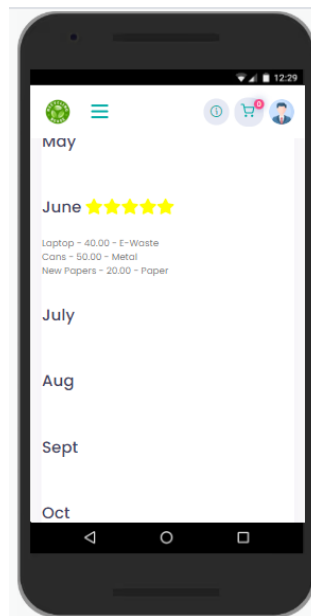 12:29
0
May
June
Laptop - 40.00 - E-Waste
Cans - 50.00 - Metal
New Papers - 20.00 - Paper
July
Aug
Sept
Oct